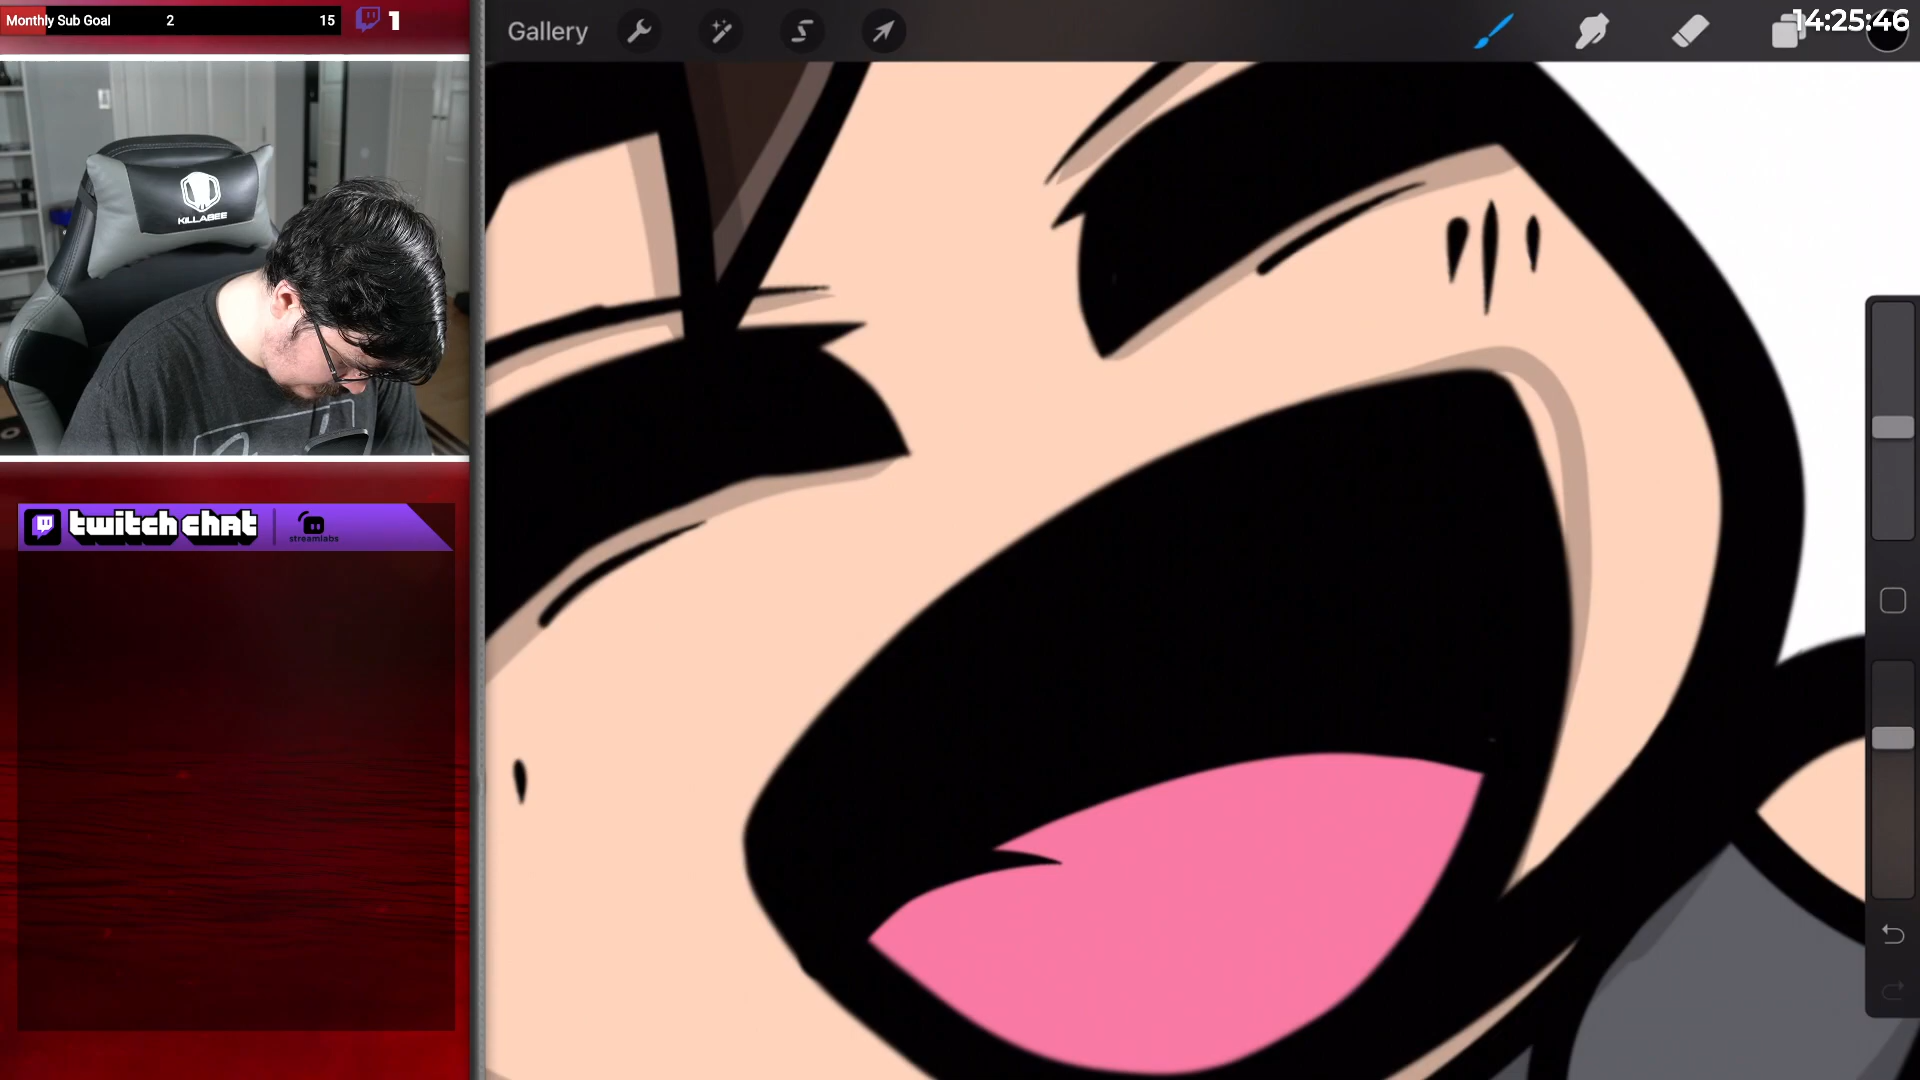 Monthly Sub Goal 2 15
1
Gallery
14:25:46
KILLABEE
twitch chat
streamlabs